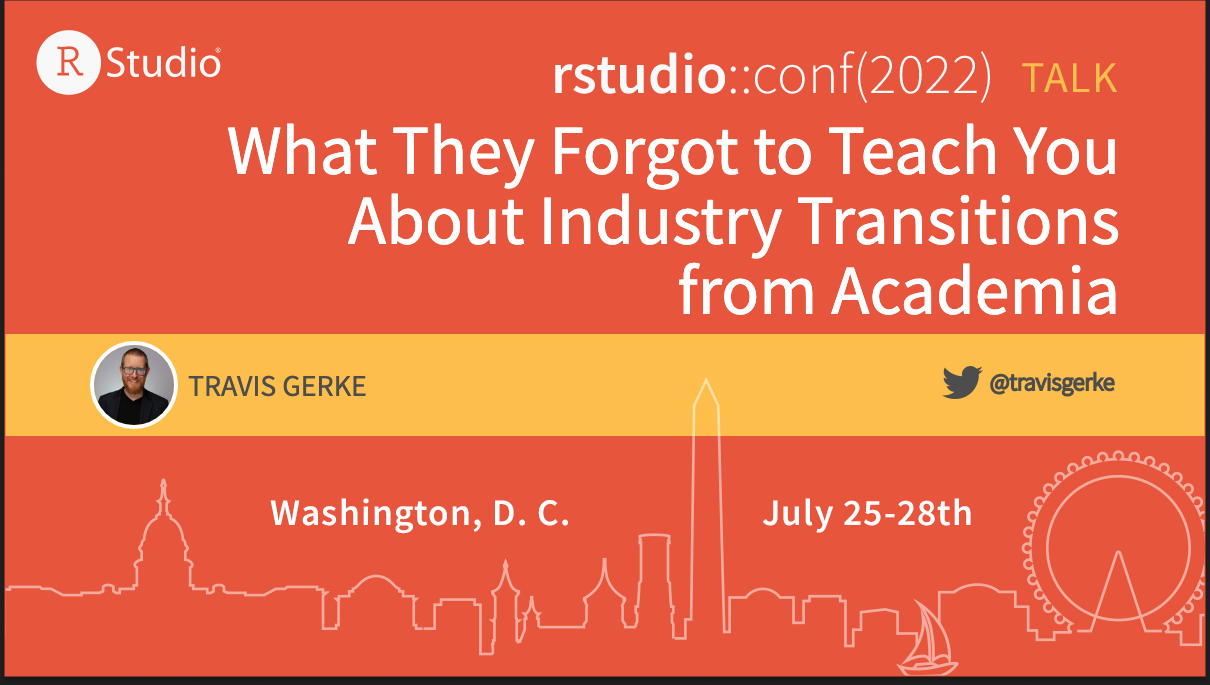 R Studio®
rstudio::conf(2022) TALK
What They Forgot to Teach You
About Industry Transitions
from Academia
TRAVIS GERKE
@travisgerke
Washington, D. C.
July 25-28th